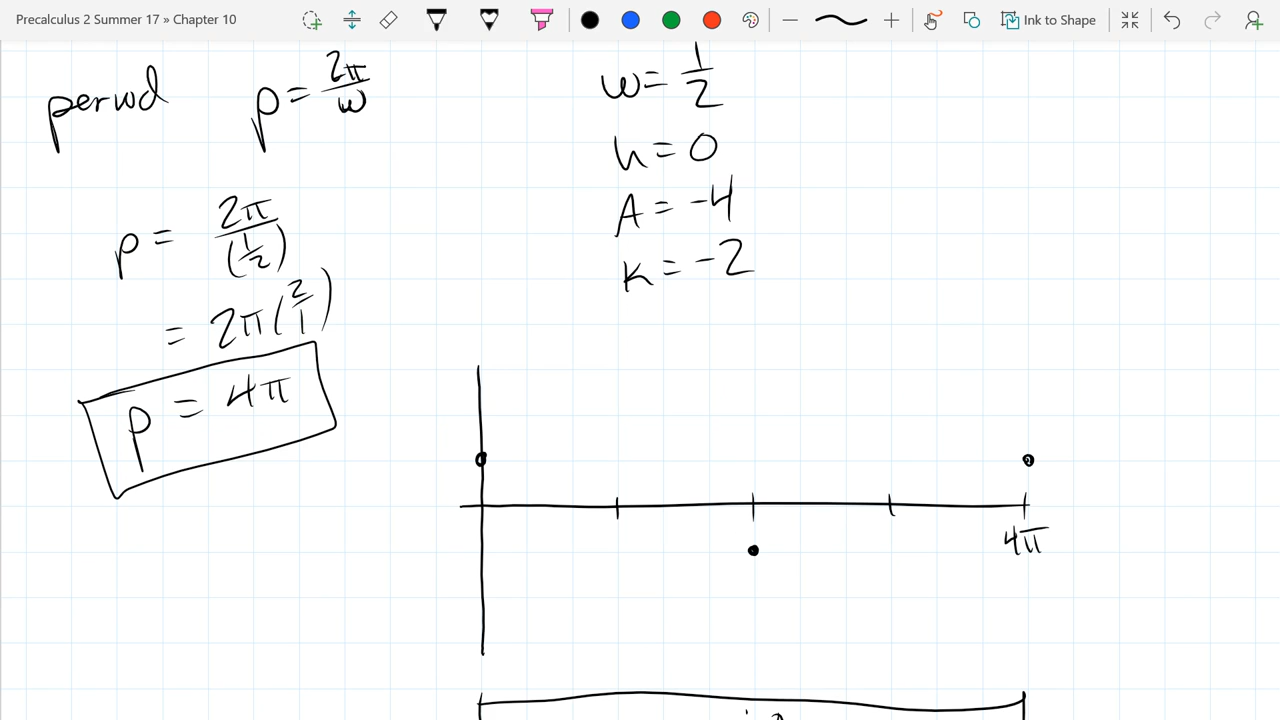 Precalculus 2 Summer 17 » Chapter 10
Ink to Shape
period p = 2π/ω
p = 2π/(1/2)
= 2π(2/1)
p = 4π
ω = 1/2
h = 0
A = -4
k = -2
4π